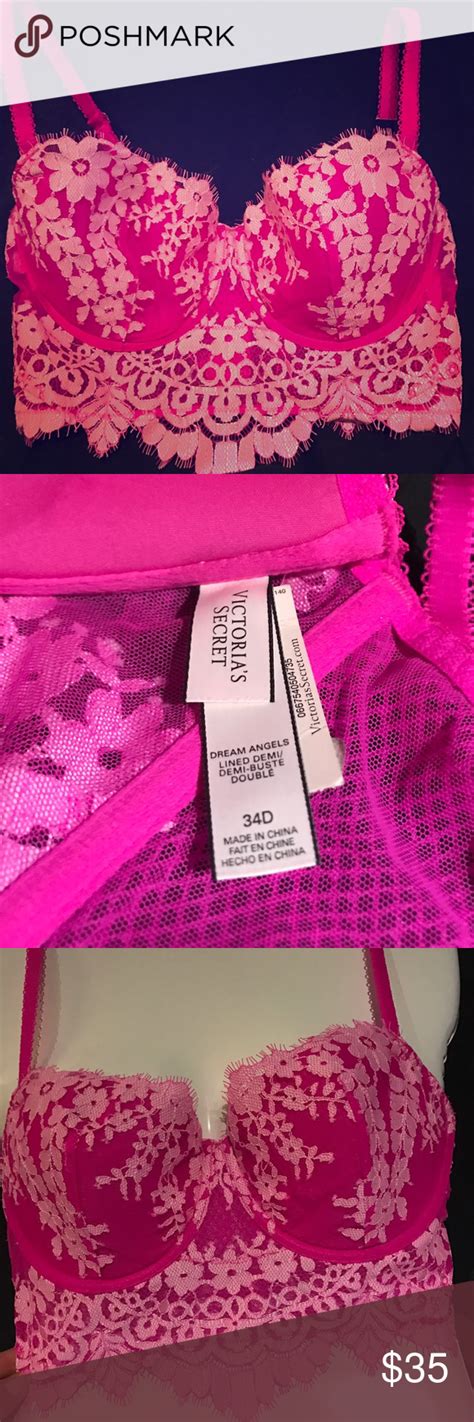 POSHMARK
VICTORIA'S
SECRET
140
VictoriasSecret.com
DREAM ANGELS
LINED DEMI/
DEMI-BUSTE
DOUBLE
34D
MADE IN CHINA
FAIT EN CHINE
HECHO EN CHINA
$35